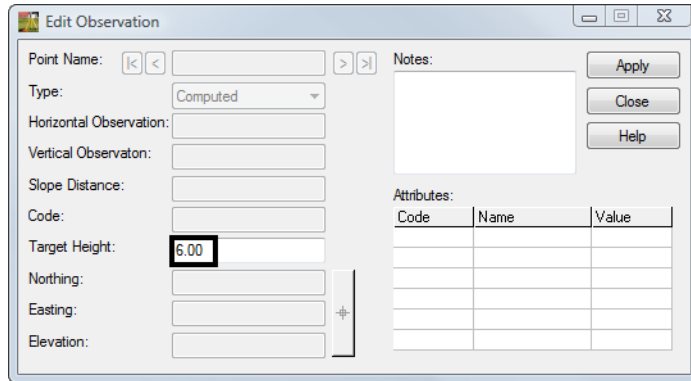 Edit Observation
Point Name:
Type:
Computed
Horizontal Observation:
Vertical Observaton:
Slope Distance:
Code:
Target Height:
6.00
Northing:
Easting:
Elevation:
Notes:
Apply
Close
Help
Attributes:
Code Name Value